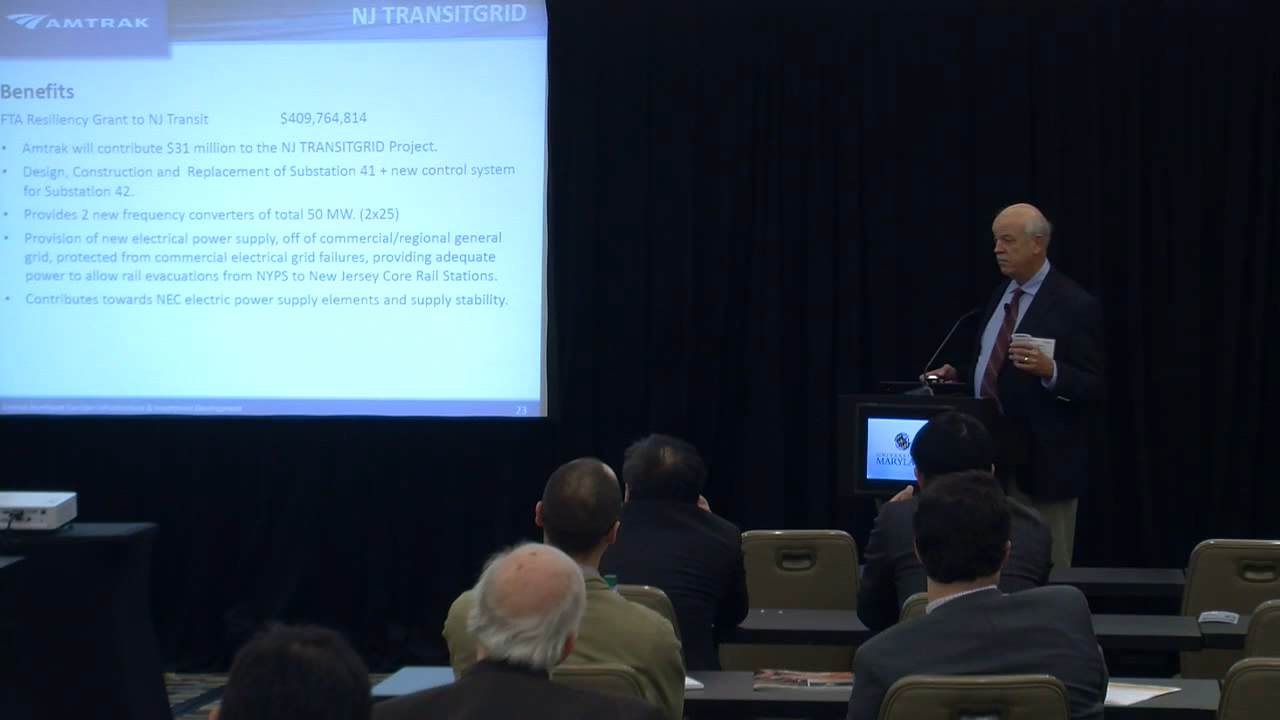 AMTRAK
NJ TRANSITGRID
Benefits
FTA Resiliency Grant to NJ Transit $409,764,814
• Amtrak will contribute $31 million to the NJ TRANSITGRID Project.
• Design, Construction and Replacement of Substation 41 + new control system
for Substation 42.
• Provides 2 new frequency converters of total 50 MW. (2x25)
• Provision of new electrical power supply, off of commercial/regional general
grid, protected from commercial electrical grid failures, providing adequate
power to allow rail evacuations from NYPS to New Jersey Core Rail Stations.
• Contributes towards NEC electric power supply elements and supply stability.
23